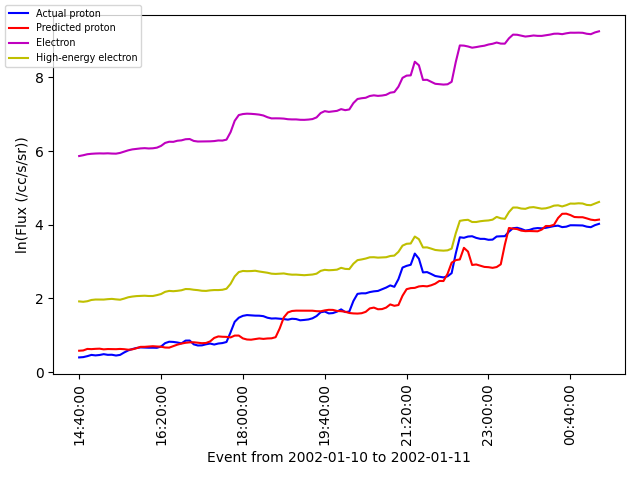 Actual proton
Predicted proton
Electron
High-energy electron
ln(Flux (/cc/s/sr))
8
6
4
2
0
14:40:00
16:20:00
18:00:00
19:40:00
21:20:00
23:00:00
00:40:00
Event from 2002-01-10 to 2002-01-11